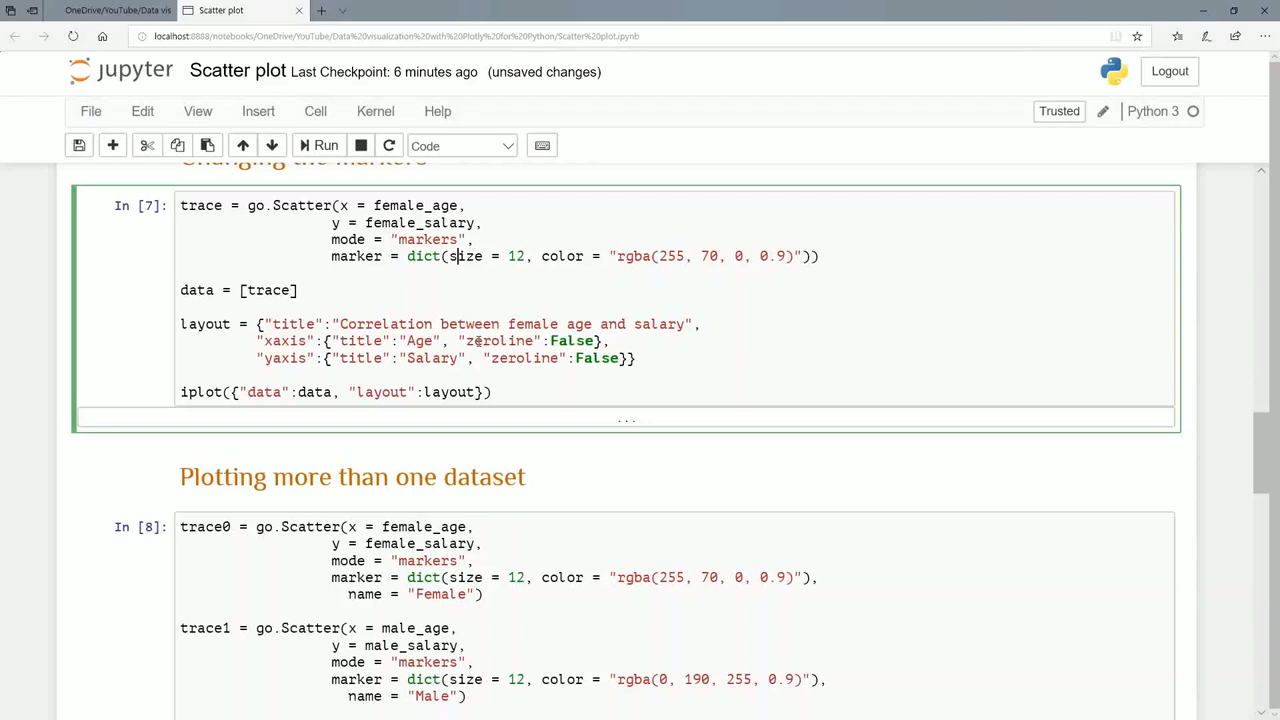 OneDrive/YouTube/Data vis
Scatter plot
localhost:8888/notebooks/OneDrive/YouTube/Data%20visualization%20with%20Plotly%20for%20Python/Scatter%20plot.ipynb
jupyter Scatter plot Last Checkpoint: 6 minutes ago (unsaved changes)
Logout
File Edit View Insert Cell Kernel Help
Trusted Python 3
Run Code
Changing the markers
In [7]:
trace = go.Scatter(x = female_age,
y = female_salary,
mode = "markers",
marker = dict(size = 12, color = "rgba(255, 70, 0, 0.9)"))
data = [trace]
layout = {"title":"Correlation between female age and salary",
"xaxis":{"title":"Age", "zeroline":False},
"yaxis":{"title":"Salary", "zeroline":False}}
iplot({"data":data, "layout":layout})
...
Plotting more than one dataset
In [8]:
trace0 = go.Scatter(x = female_age,
y = female_salary,
mode = "markers",
marker = dict(size = 12, color = "rgba(255, 70, 0, 0.9)"),
name = "Female")
trace1 = go.Scatter(x = male_age,
y = male_salary,
mode = "markers",
marker = dict(size = 12, color = "rgba(0, 190, 255, 0.9)"),
name = "Male")